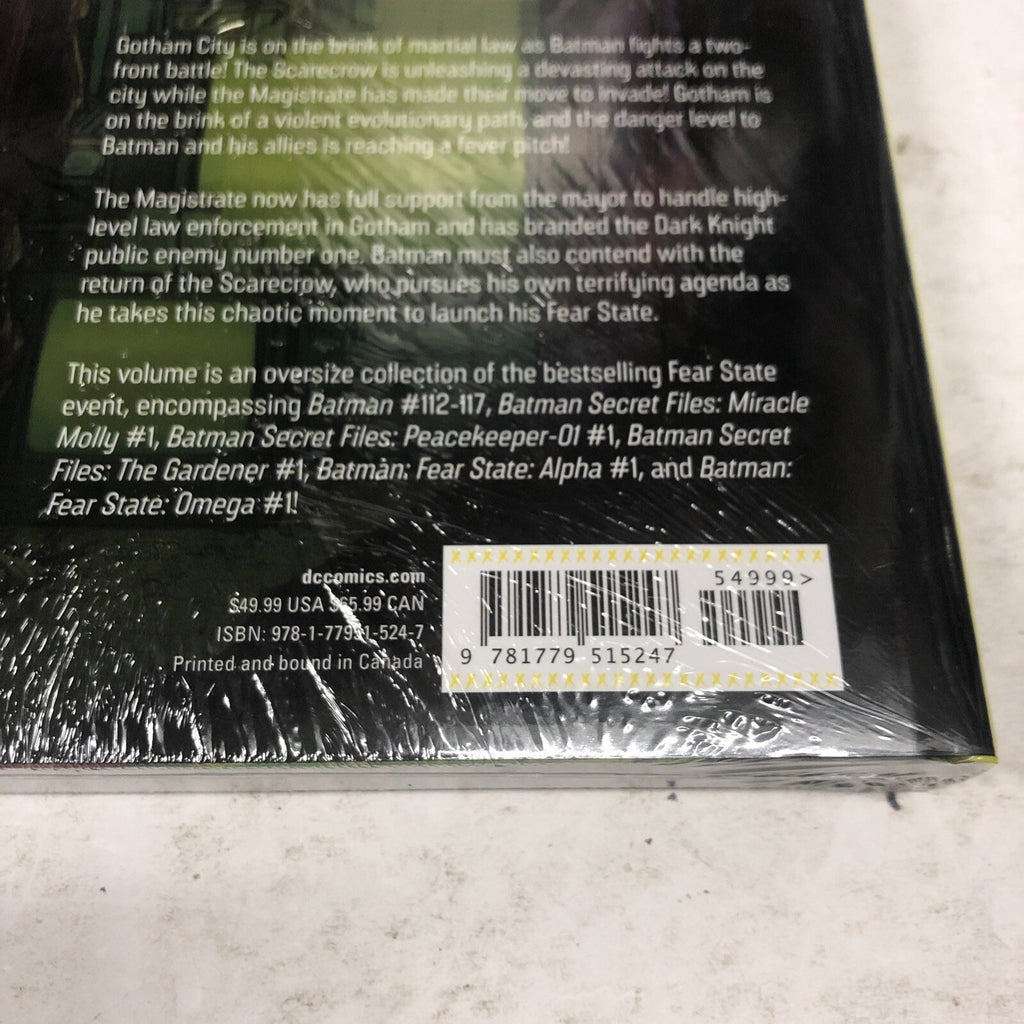 Gotham City is on the brink of martial law as Batman fights a two-
front battle! The Scarecrow is unleashing a devasting attack on the
city while the Magistrate has made their move to invade! Gotham is
on the brink of a violent evolutionary path, and the danger level to
Batman and his allies is reaching a fever pitch!
The Magistrate now has full support from the mayor to handle high-
level law enforcement in Gotham and has branded the Dark Knight
public enemy number one. Batman must also contend with the
return of the Scarecrow, who pursues his own terrifying agenda as
he takes this chaotic moment to launch his Fear State.
This volume is an oversize collection of the bestselling Fear State
event, encompassing Batman #112-117, Batman Secret Files: Miracle
Molly #1, Batman Secret Files: Peacekeeper-01 #1, Batman Secret
Files: The Gardener #1, Batman: Fear State: Alpha #1, and Batman:
Fear State: Omega #1!
dccomics.com
$49.99 USA $65.99 CAN
ISBN: 978-1-77951-524-7
Printed and bound in Canada
54999>
9 781779 515247